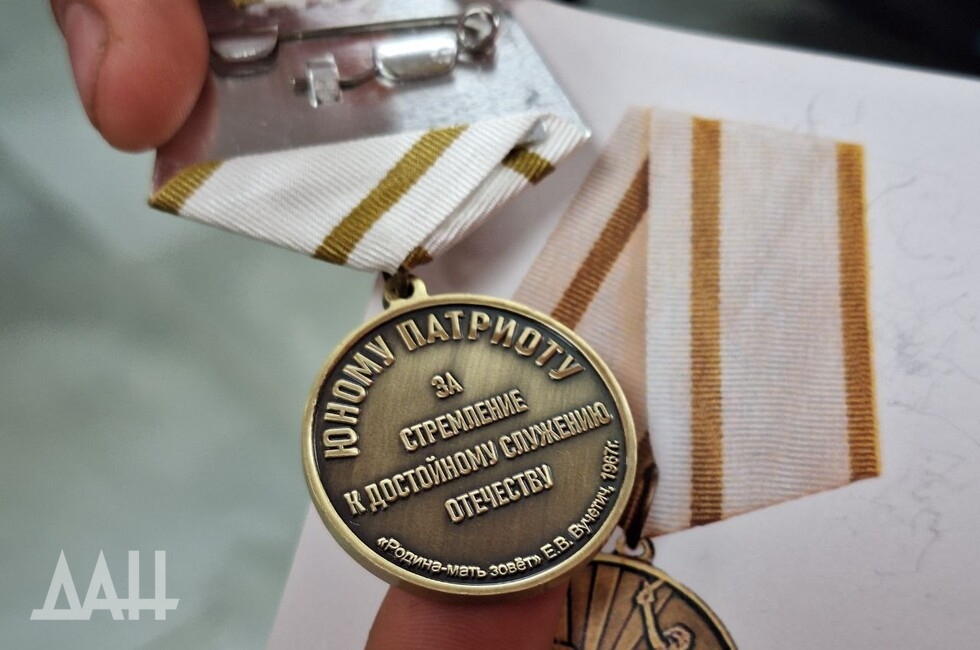 ЮНОМУ ПАТРИОТУ
ЗА
СТРЕМЛЕНИЕ
К ДОСТОЙНОМУ СЛУЖЕНИЮ
ОТЕЧЕСТВУ
«Родина-мать зовёт» Е.В. Вучетич, 1967г.
ДАН